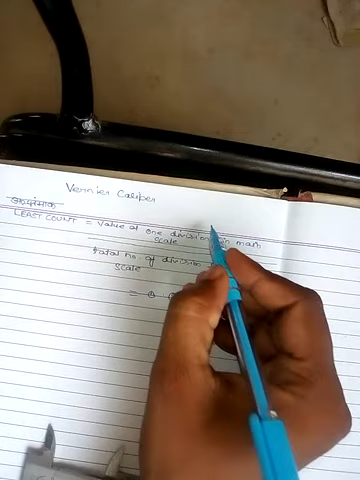 Vernier Caliper
अल्पतमांक
LEAST COUNT = Value of one division on main
scale
total no of division
scale
=